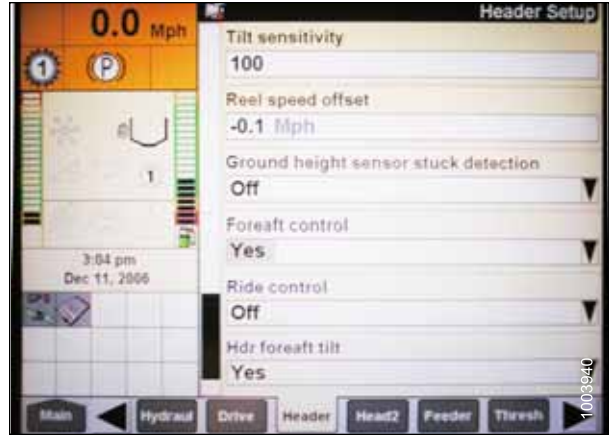 0.0 Mph
Header Setup
Tilt sensitivity
100
1
P
Reel speed offset
-0.1 Mph
Ground height sensor stuck detection
Off
1
Foreaft control
Yes
3:04 pm
Dec 11, 2006
Ride control
Off
GPS
Hdr foreaft tilt
Yes
Main
Hydraul
Drive
Header
Head2
Feeder
Thresh
1003940